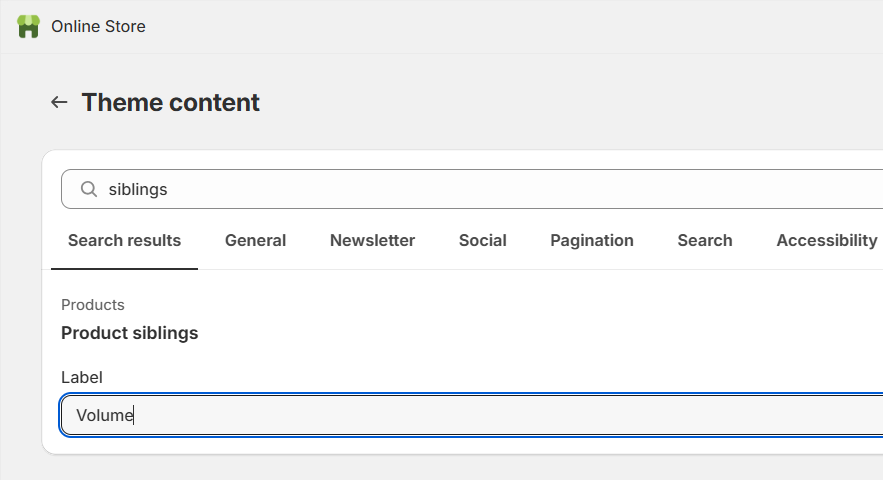 Online Store
Theme content
siblings
Search results General Newsletter Social Pagination Search Accessibility
Products
Product siblings
Label
Volume